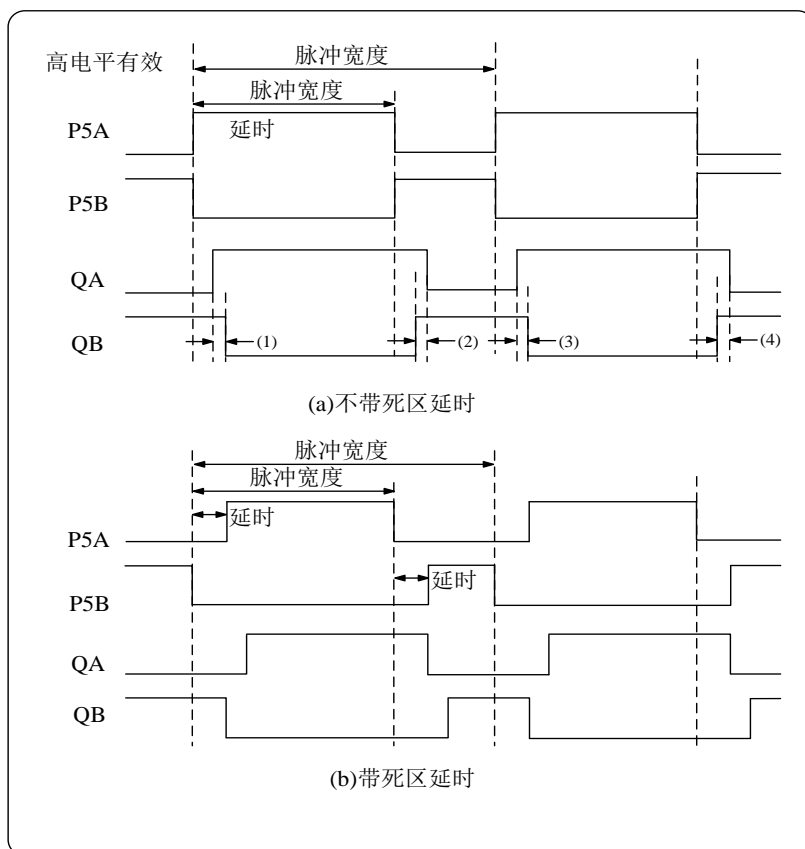 高电平有效
脉冲宽度
脉冲宽度
延时
P5A
P5B
QA
QB
(1)
(2)
(3)
(4)
(a)不带死区延时
脉冲宽度
脉冲宽度
延时
P5A
延时
P5B
QA
QB
(b)带死区延时